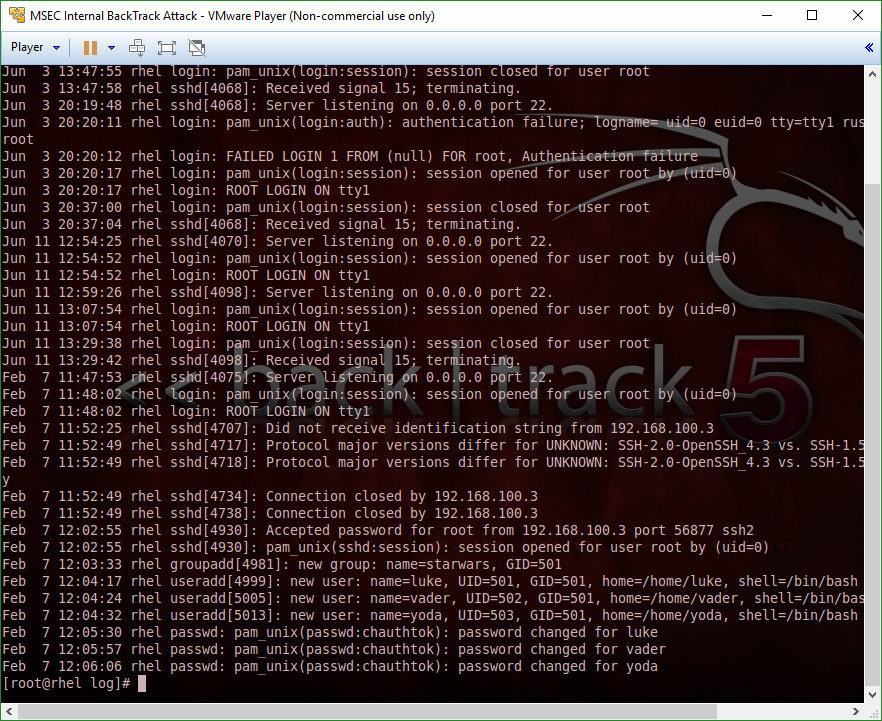 MSEC Internal BackTrack Attack - VMware Player (Non-commercial use only)
Player
Jun  3 13:47:55 rhel login: pam_unix(login:session): session closed for user root
Jun  3 13:47:58 rhel sshd[4068]: Received signal 15; terminating.
Jun  3 20:19:48 rhel sshd[4068]: Server listening on 0.0.0.0 port 22.
Jun  3 20:20:11 rhel login: pam_unix(login:auth): authentication failure; logname= uid=0 euid=0 tty=tty1 rus
root
Jun  3 20:20:12 rhel login: FAILED LOGIN 1 FROM (null) FOR root, Authentication failure
Jun  3 20:20:17 rhel login: pam_unix(login:session): session opened for user root by (uid=0)
Jun  3 20:20:17 rhel login: ROOT LOGIN ON tty1
Jun  3 20:37:00 rhel login: pam_unix(login:session): session closed for user root
Jun  3 20:37:04 rhel sshd[4068]: Received signal 15; terminating.
Jun 11 12:54:25 rhel sshd[4070]: Server listening on 0.0.0.0 port 22.
Jun 11 12:54:52 rhel login: pam_unix(login:session): session opened for user root by (uid=0)
Jun 11 12:54:52 rhel login: ROOT LOGIN ON tty1
Jun 11 12:59:26 rhel sshd[4098]: Server listening on 0.0.0.0 port 22.
Jun 11 13:07:54 rhel login: pam_unix(login:session): session opened for user root by (uid=0)
Jun 11 13:07:54 rhel login: ROOT LOGIN ON tty1
Jun 11 13:29:38 rhel login: pam_unix(login:session): session closed for user root
Jun 11 13:29:42 rhel sshd[4098]: Received signal 15; terminating.
Feb  7 11:47:53 rhel sshd[4075]: Server listening on 0.0.0.0 port 22.
Feb  7 11:48:02 rhel login: pam_unix(login:session): session opened for user root by (uid=0)
Feb  7 11:48:02 rhel login: ROOT LOGIN ON tty1
<< back | track 5
Feb  7 11:52:25 rhel sshd[4707]: Did not receive identification string from 192.168.100.3
Feb  7 11:52:49 rhel sshd[4717]: Protocol major versions differ for UNKNOWN: SSH-2.0-OpenSSH_4.3 vs. SSH-1.5
Feb  7 11:52:49 rhel sshd[4718]: Protocol major versions differ for UNKNOWN: SSH-2.0-OpenSSH_4.3 vs. SSH-1.5
y
Feb  7 11:52:49 rhel sshd[4734]: Connection closed by 192.168.100.3
Feb  7 11:52:49 rhel sshd[4738]: Connection closed by 192.168.100.3
Feb  7 12:02:55 rhel sshd[4930]: Accepted password for root from 192.168.100.3 port 56877 ssh2
Feb  7 12:02:55 rhel sshd[4930]: pam_unix(sshd:session): session opened for user root by (uid=0)
Feb  7 12:03:33 rhel groupadd[4981]: new group: name=starwars, GID=501
Feb  7 12:04:17 rhel useradd[4999]: new user: name=luke, UID=501, GID=501, home=/home/luke, shell=/bin/bash
Feb  7 12:04:24 rhel useradd[5005]: new user: name=vader, UID=502, GID=501, home=/home/vader, shell=/bin/bas
Feb  7 12:04:32 rhel useradd[5013]: new user: name=yoda, UID=503, GID=501, home=/home/yoda, shell=/bin/bash
Feb  7 12:05:30 rhel passwd: pam_unix(passwd:chauthtok): password changed for luke
Feb  7 12:05:57 rhel passwd: pam_unix(passwd:chauthtok): password changed for vader
Feb  7 12:06:06 rhel passwd: pam_unix(passwd:chauthtok): password changed for yoda
[root@rhel log]#